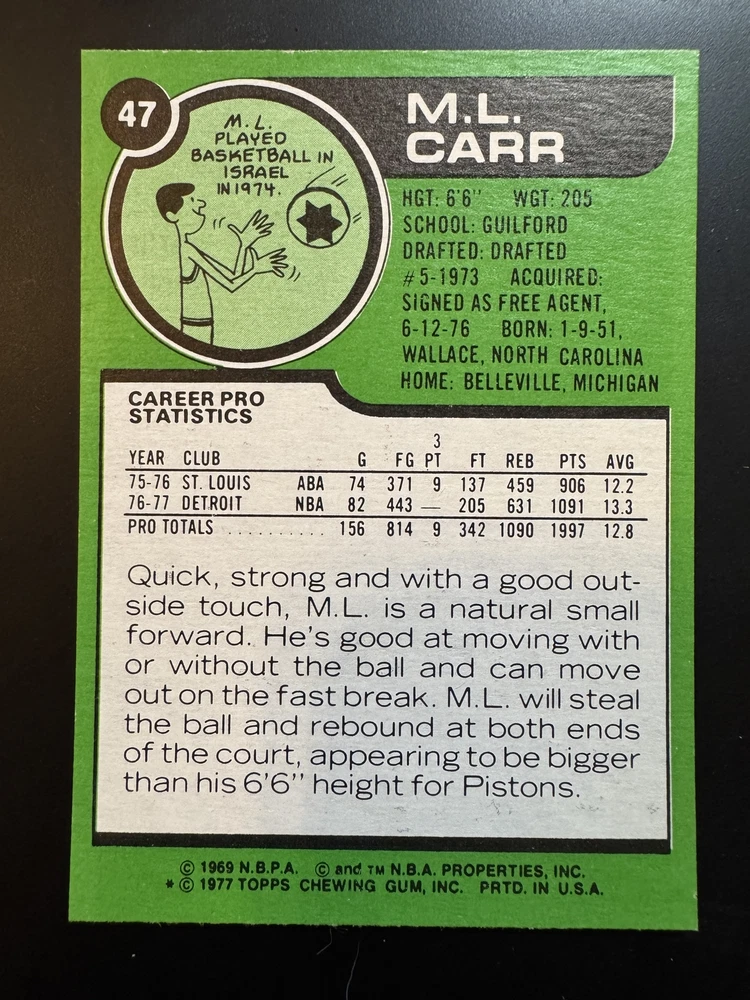 47
M. L.
PLAYED
BASKETBALL IN
ISRAEL
IN 1974.
M.L.
CARR
HGT: 6'6" WGT: 205
SCHOOL: GUILFORD
DRAFTED: DRAFTED
#5-1973 ACQUIRED:
SIGNED AS FREE AGENT,
6-12-76 BORN: 1-9-51,
WALLACE, NORTH CAROLINA
HOME: BELLEVILLE, MICHIGAN
CAREER PRO
STATISTICS
YEAR CLUB G FG 3 PT FT REB PTS AVG
75-76 ST. LOUIS ABA 74 371 9 137 459 906 12.2
76-77 DETROIT NBA 82 443 — 205 631 1091 13.3
PRO TOTALS .......... 156 814 9 342 1090 1997 12.8
Quick, strong and with a good out-
side touch, M.L. is a natural small
forward. He's good at moving with
or without the ball and can move
out on the fast break. M.L. will steal
the ball and rebound at both ends
of the court, appearing to be bigger
than his 6'6" height for Pistons.
© 1969 N.B.P.A. © and TM N.B.A. PROPERTIES, INC.
* © 1977 TOPPS CHEWING GUM, INC. PRTD. IN U.S.A.